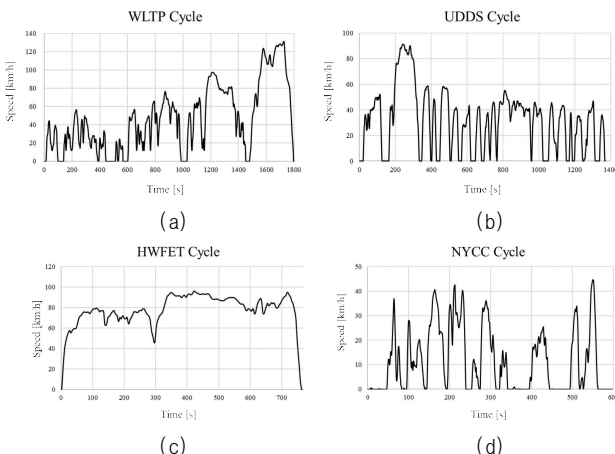 WLTP Cycle
Speed [km/h]
140
120
100
80
60
40
20
0
0 200 400 600 800 1000 1200 1400 1600 1800
Time [s]
(a)
UDDS Cycle
Speed [km/h]
100
80
60
40
20
0
0 200 400 600 800 1000 1200 1400
Time [s]
(b)
HWFET Cycle
Speed [km/h]
120
100
80
60
40
20
0
0 100 200 300 400 500 600 700
Time [s]
(c)
NYCC Cycle
Speed [km/h]
50
40
30
20
10
0
0 100 200 300 400 500 600
Time [s]
(d)